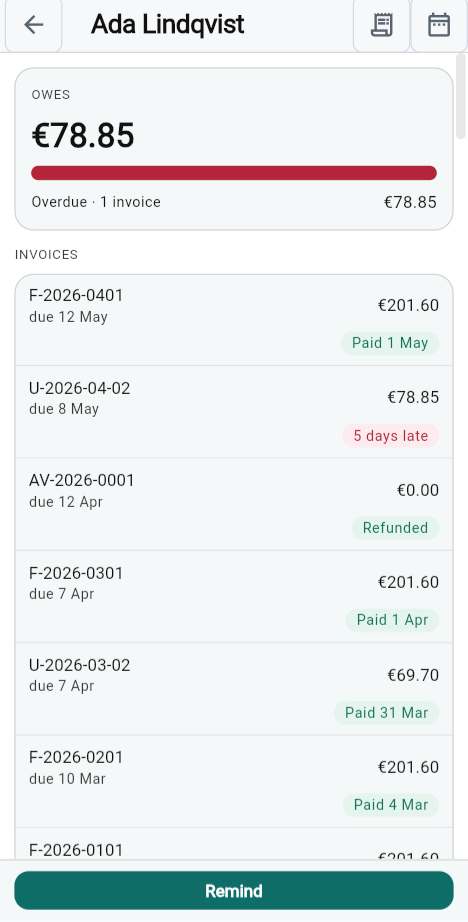 Ada Lindqvist
OWES
€78.85
Overdue · 1 invoice €78.85
INVOICES
F-2026-0401
€201.60
due 12 May
Paid 1 May
U-2026-04-02
€78.85
due 8 May
5 days late
AV-2026-0001
€0.00
due 12 Apr
Refunded
F-2026-0301
€201.60
due 7 Apr
Paid 1 Apr
U-2026-03-02
€69.70
due 7 Apr
Paid 31 Mar
F-2026-0201
€201.60
due 10 Mar
Paid 4 Mar
F-2026-0101
€201.60
Remind